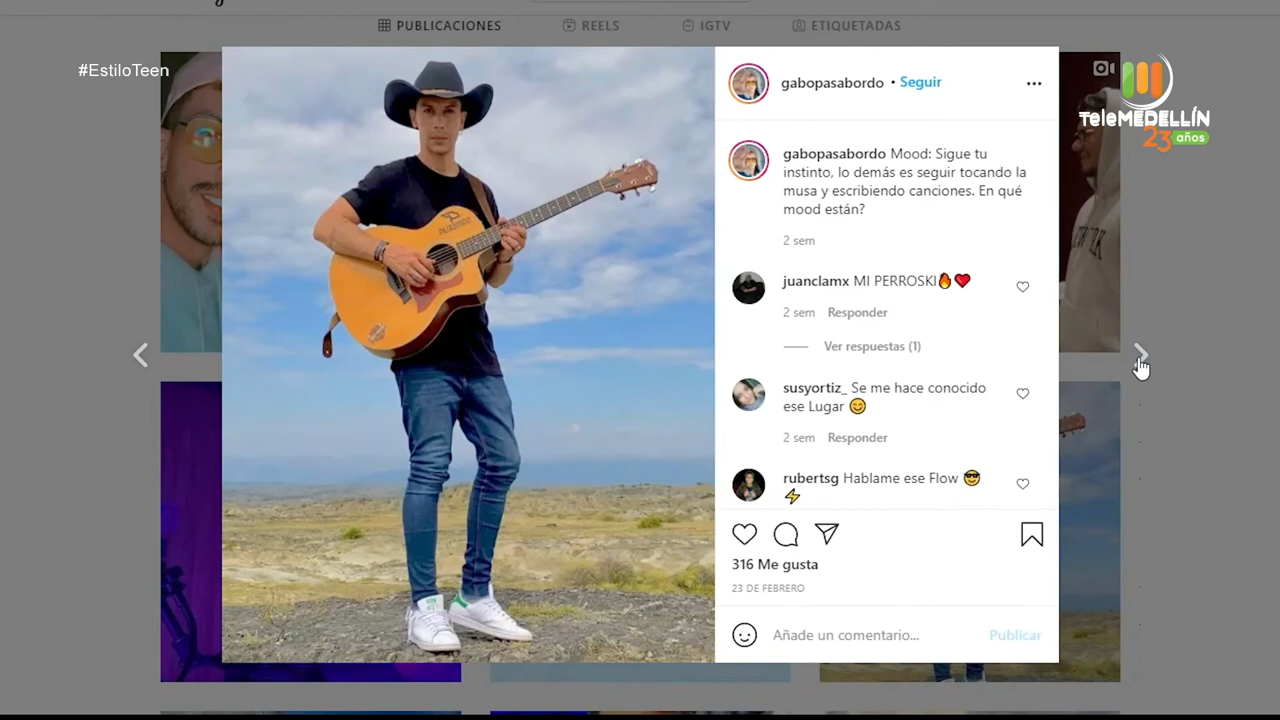 PUBLICACIONES
REELS
IGTV
ETIQUETADAS
#EstiloTeen
TeleMEDELLÍN
23 años
gabopasabordo • Seguir
gabopasabordo Mood: Sigue tu
instinto, lo demás es seguir tocando la
musa y escribiendo canciones. En qué
mood están?
2 sem
juanclamx MI PERROSKI🔥❤️
2 sem Responder
Ver respuestas (1)
susyortiz_ Se me hace conocido
ese Lugar 😊
2 sem Responder
rubertsg Hablame ese Flow 😎
⚡
316 Me gusta
23 DE FEBRERO
Añade un comentario...
Publicar